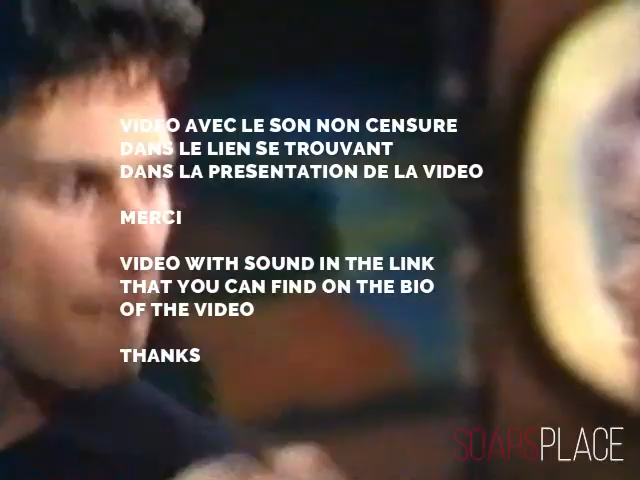 VIDEO AVEC LE SON NON CENSURE
DANS LE LIEN SE TROUVANT
DANS LA PRESENTATION DE LA VIDEO
MERCI
VIDEO WITH SOUND IN THE LINK
THAT YOU CAN FIND ON THE BIO
OF THE VIDEO
THANKS
SOAPSPLACE